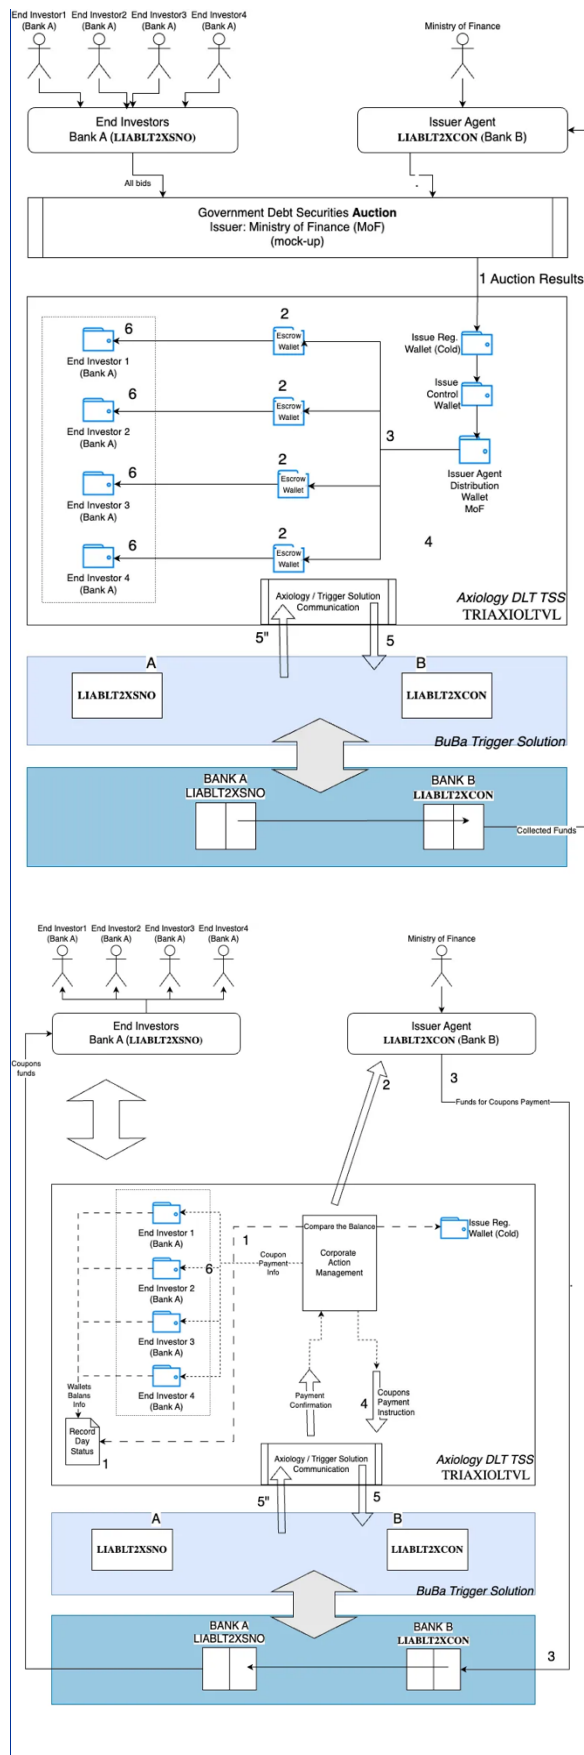 End Investor1 End Investor2 End Investor3 End Investor4
(Bank A) (Bank A) (Bank A) (Bank A)
Ministry of Finance
End Investors
Bank A (LIABLT2XSNO)
Issuer Agent
LIABLT2XCON (Bank B)
All bids
Government Debt Securities Auction
Issuer: Ministry of Finance (MoF)
(mock-up)
1 Auction Results
2
6
Escrow
Wallet
Issue Reg.
Wallet (Cold)
End Investor 1
(Bank A)
2
6
Escrow
Wallet
Issue
Control
Wallet
End Investor 2
(Bank A)
3
2
6
Escrow
Wallet
Issuer Agent
Distribution
Wallet
MoF
End Investor 3
(Bank A)
2
6
Escrow
Wallet
4
End Investor 4
(Bank A)
Axiology / Trigger Solution
Communication
Axiology DLT TSS
TRIAXIOLTVL
5"
5
A
B
LIABLT2XSNO
LIABLT2XCON
BuBa Trigger Solution
BANK A
LIABLT2XSNO
BANK B
LIABLT2XCON
Collected Funds
End Investor1 End Investor2 End Investor3 End Investor4
(Bank A) (Bank A) (Bank A) (Bank A)
Ministry of Finance
End Investors
Bank A (LIABLT2XSNO)
Issuer Agent
LIABLT2XCON (Bank B)
Coupons
funds
2
3
Funds for Coupons Payment
End Investor 1
(Bank A)
1
Compare the Balance
Issue Reg.
Wallet (Cold)
Coupon
Payment
Info
Corporate
Action
Management
6
End Investor 2
(Bank A)
End Investor 3
(Bank A)
End Investor 4
(Bank A)
Wallets
Balans
Info
Payment
Confirmation
4
Coupons
Payment
Instruction
Record
Day
Status
1
Axiology / Trigger Solution
Communication
Axiology DLT TSS
TRIAXIOLTVL
5"
5
A
B
LIABLT2XSNO
LIABLT2XCON
BuBa Trigger Solution
BANK A
LIABLT2XSNO
BANK B
LIABLT2XCON
3